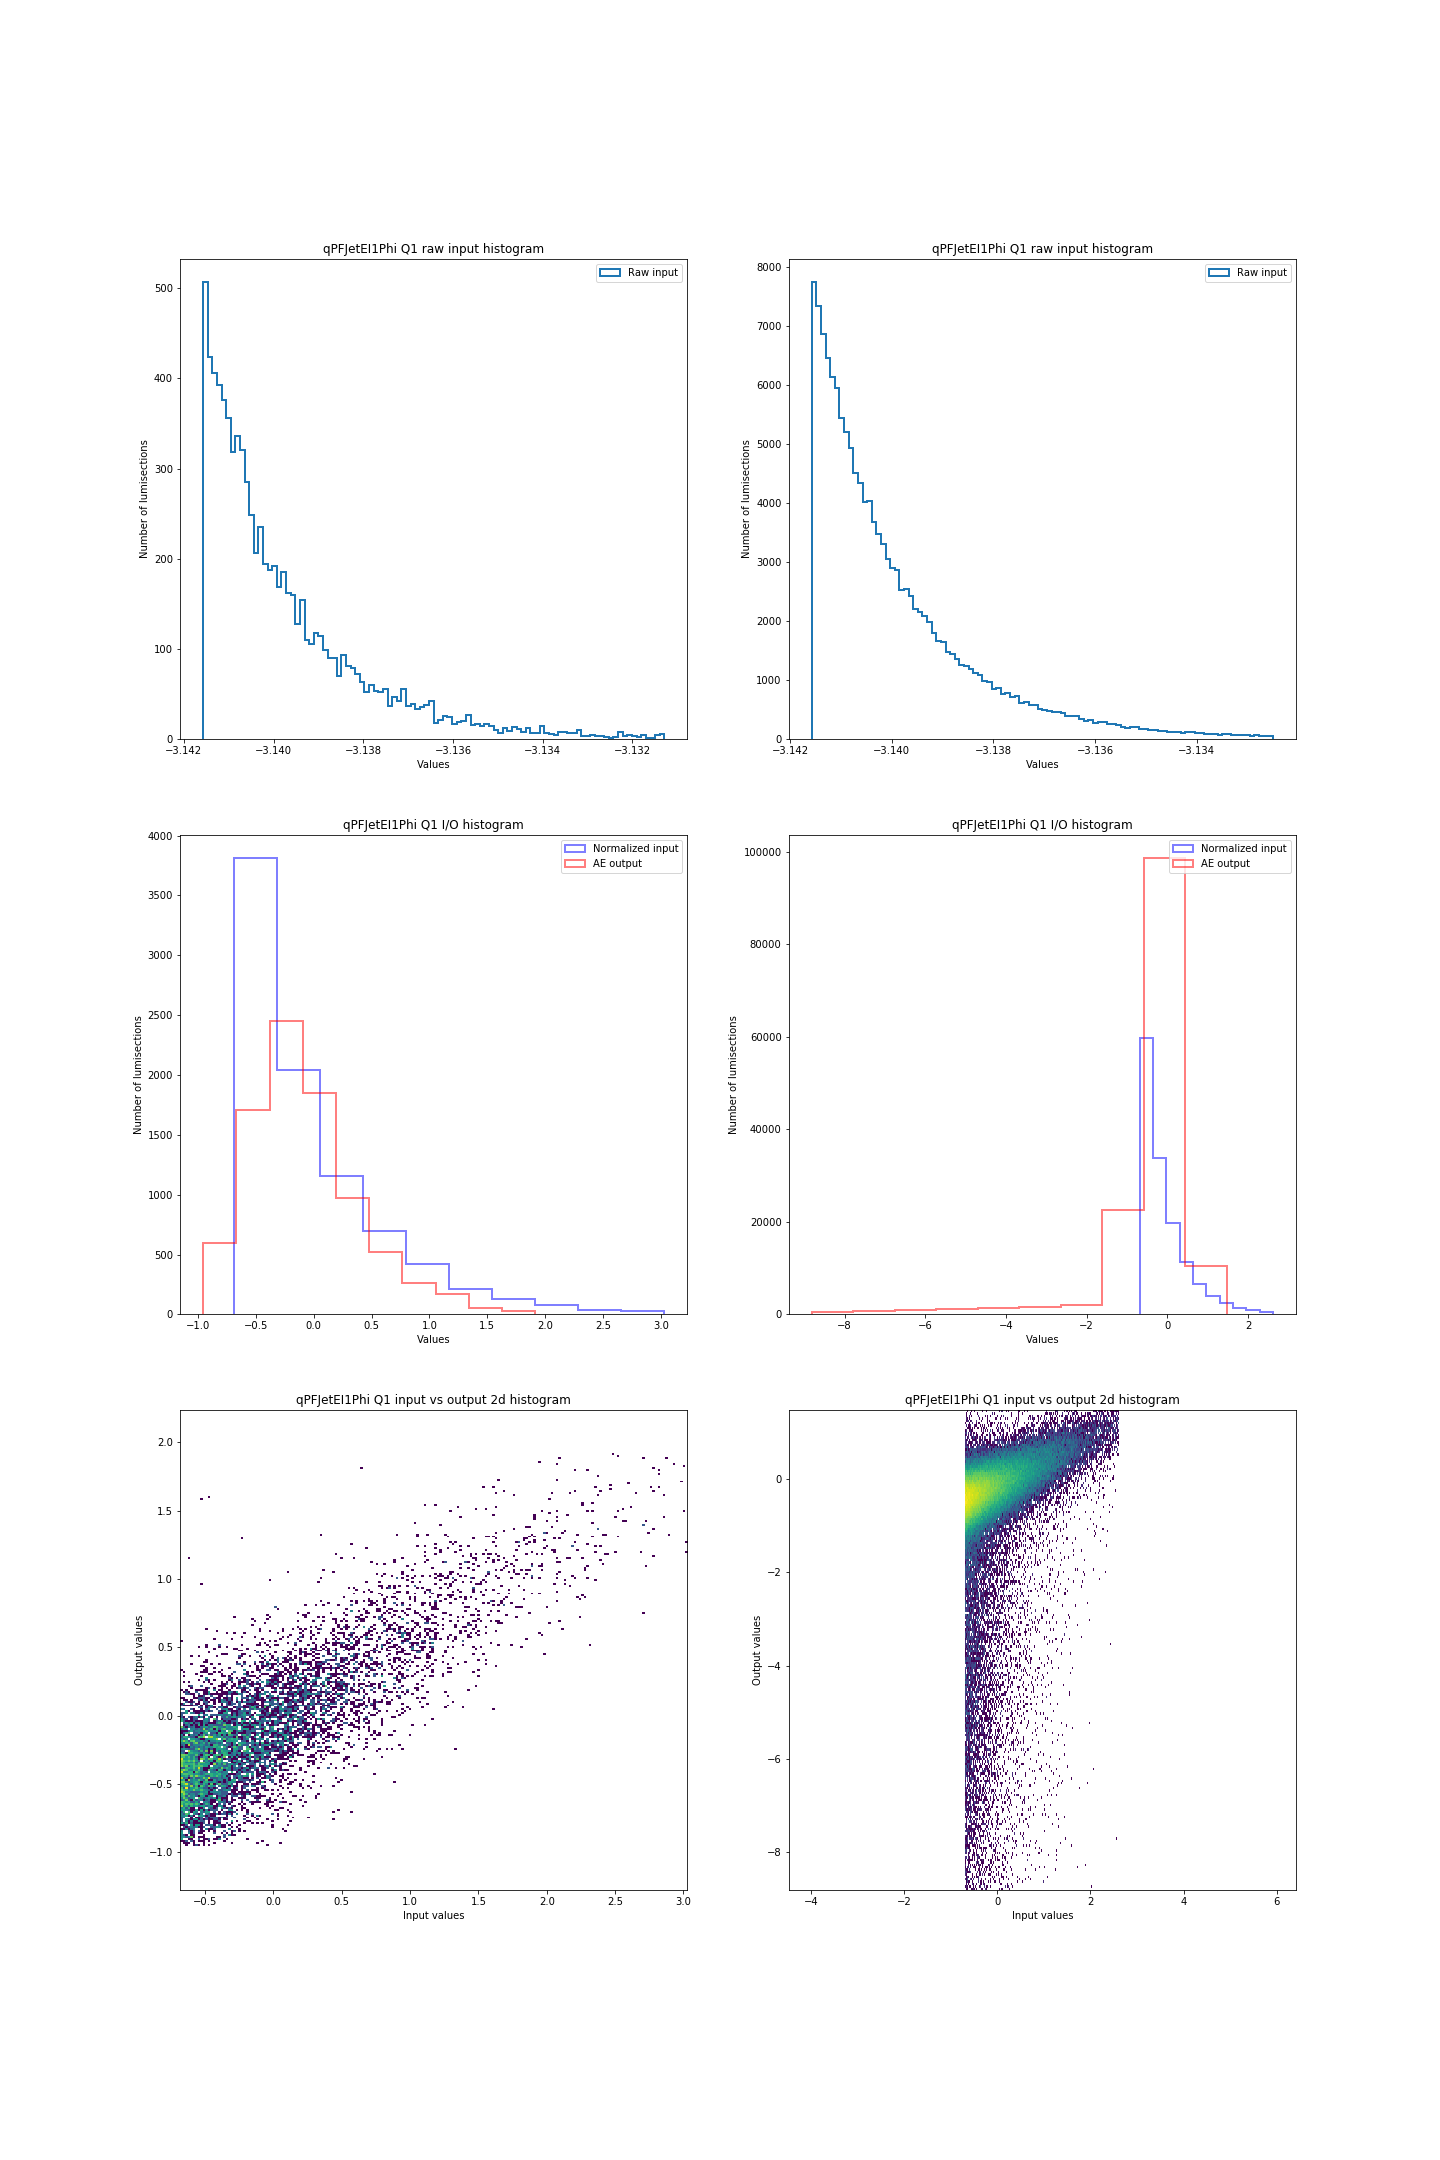 qPFJetEI1Phi Q1 raw input histogram
Raw input
500
400
300
200
100
0
Number of lumisections
−3.142 −3.140 −3.138 −3.136 −3.134 −3.132
Values
qPFJetEI1Phi Q1 raw input histogram
Raw input
8000
7000
6000
5000
4000
3000
2000
1000
0
Number of lumisections
−3.142 −3.140 −3.138 −3.136 −3.134
Values
qPFJetEI1Phi Q1 I/O histogram
Normalized input
AE output
4000
3500
3000
2500
2000
1500
1000
500
0
Number of lumisections
−1.0 −0.5 0.0 0.5 1.0 1.5 2.0 2.5 3.0
Values
qPFJetEI1Phi Q1 I/O histogram
Normalized input
AE output
100000
80000
60000
40000
20000
0
Number of lumisections
−8 −6 −4 −2 0 2
Values
qPFJetEI1Phi Q1 input vs output 2d histogram
2.0
1.5
1.0
0.5
0.0
−0.5
−1.0
Output values
−0.5 0.0 0.5 1.0 1.5 2.0 2.5 3.0
Input values
qPFJetEI1Phi Q1 input vs output 2d histogram
0
−2
−4
−6
−8
Output values
−4 −2 0 2 4 6
Input values